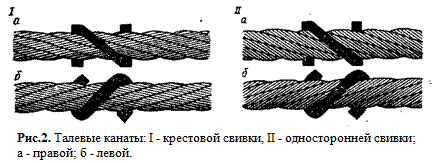 I
а
б
II
а
б
Рис.2. Талевые канаты: I - крестовой свивки, II - односторонней свивки;
а - правой; б - левой.